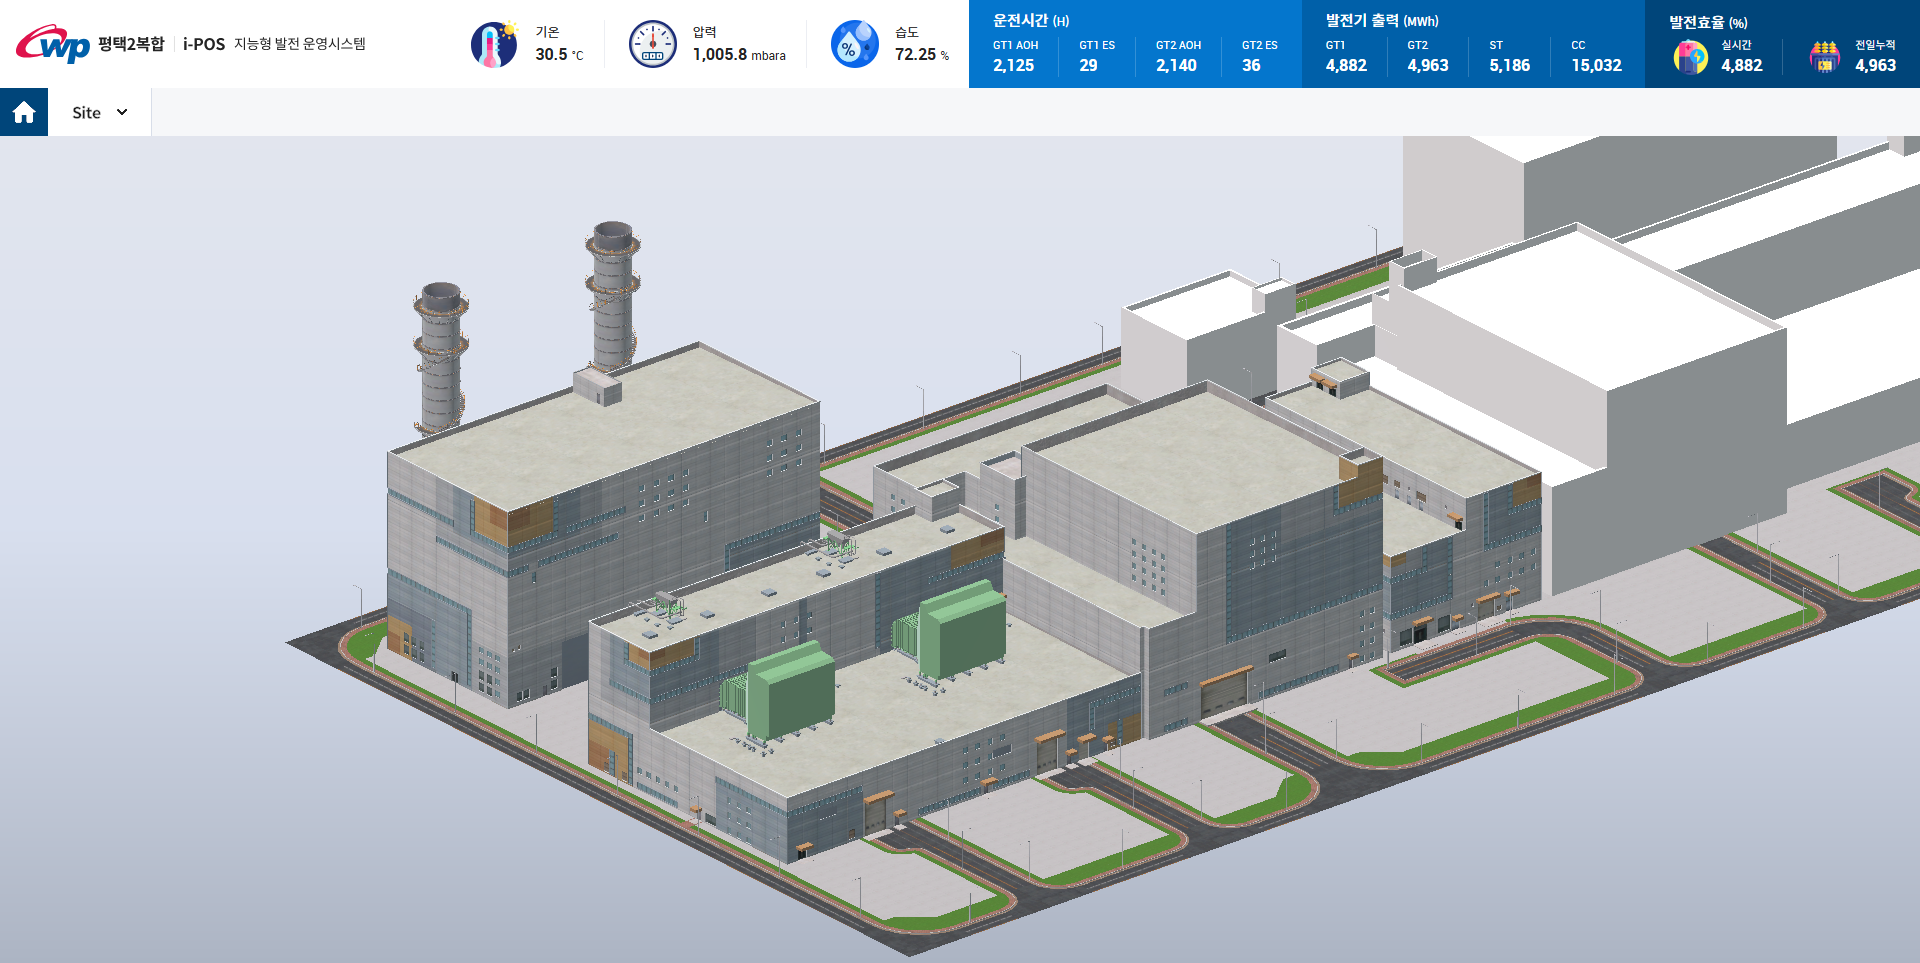 wp 평택2복합 i-POS 지능형 발전 운영시스템
기온
30.5 °C
압력
1,005.8 mbara
습도
72.25 %
운전시간 (H)
GT1 AOH GT1 ES GT2 AOH GT2 ES
2,125 29 2,140 36
발전기 출력 (MWh)
GT1 GT2 ST CC
4,882 4,963 5,186 15,032
발전효율 (%)
실시간 전일누적
4,882 4,963
Site